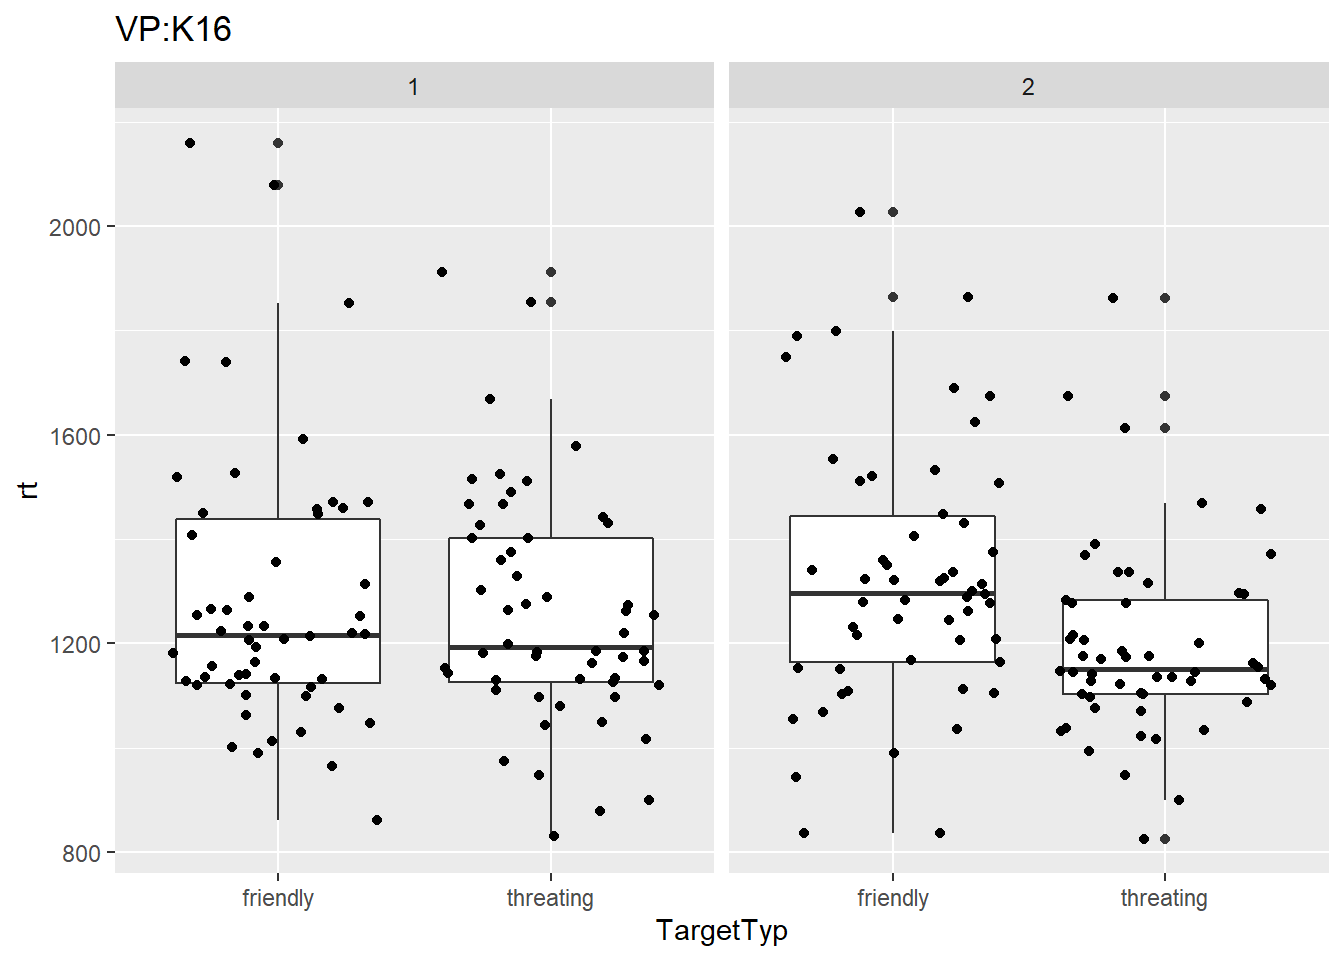 VP:K16
1 2
2000
1600
1200
800
rt
friendly threating friendly threating
TargetTyp